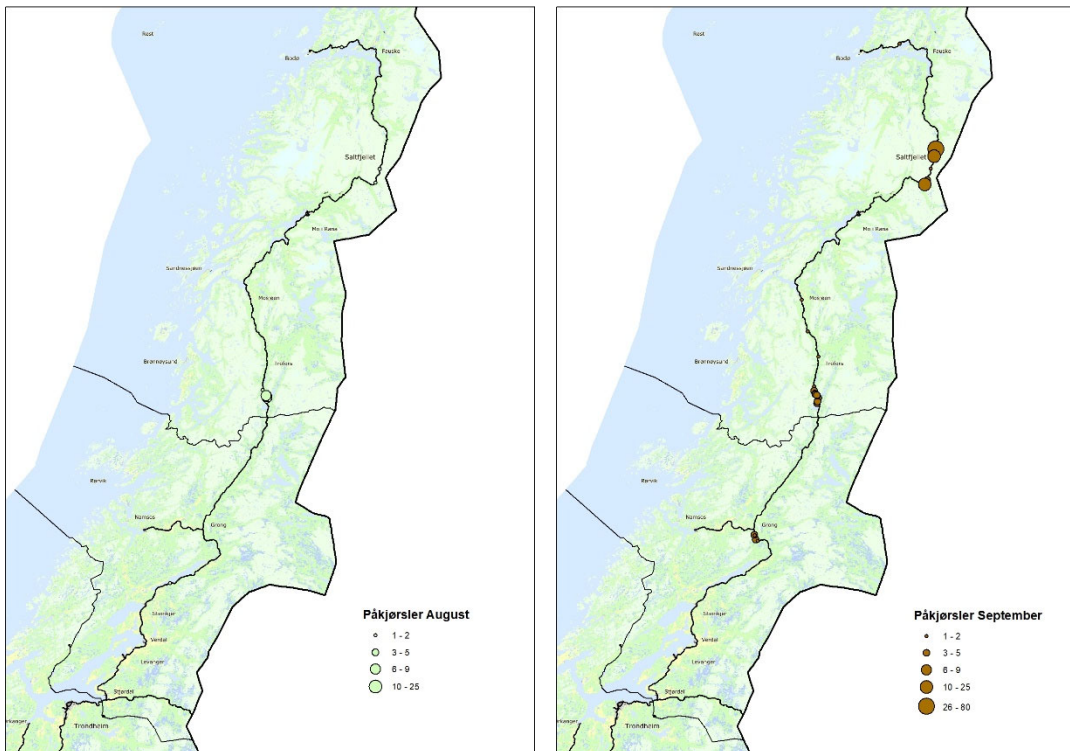 Røst
Fauske
Bodø
Saltfjellet
Mo i Rana
Sandnessjøen
Mosjøen
Brønnøysund
Rørvik
Namsos
Grong
Steinkjer
Verdal
Levanger
Stjørdal
Trondheim
Påkjørsler August
1 - 2
3 - 5
6 - 9
10 - 25
Røst
Fauske
Bodø
Saltfjellet
Mo i Rana
Sandnessjøen
Mosjøen
Brønnøysund
Rørvik
Namsos
Grong
Steinkjer
Verdal
Levanger
Stjørdal
Trondheim
Påkjørsler September
1 - 2
3 - 5
6 - 9
10 - 25
26 - 80